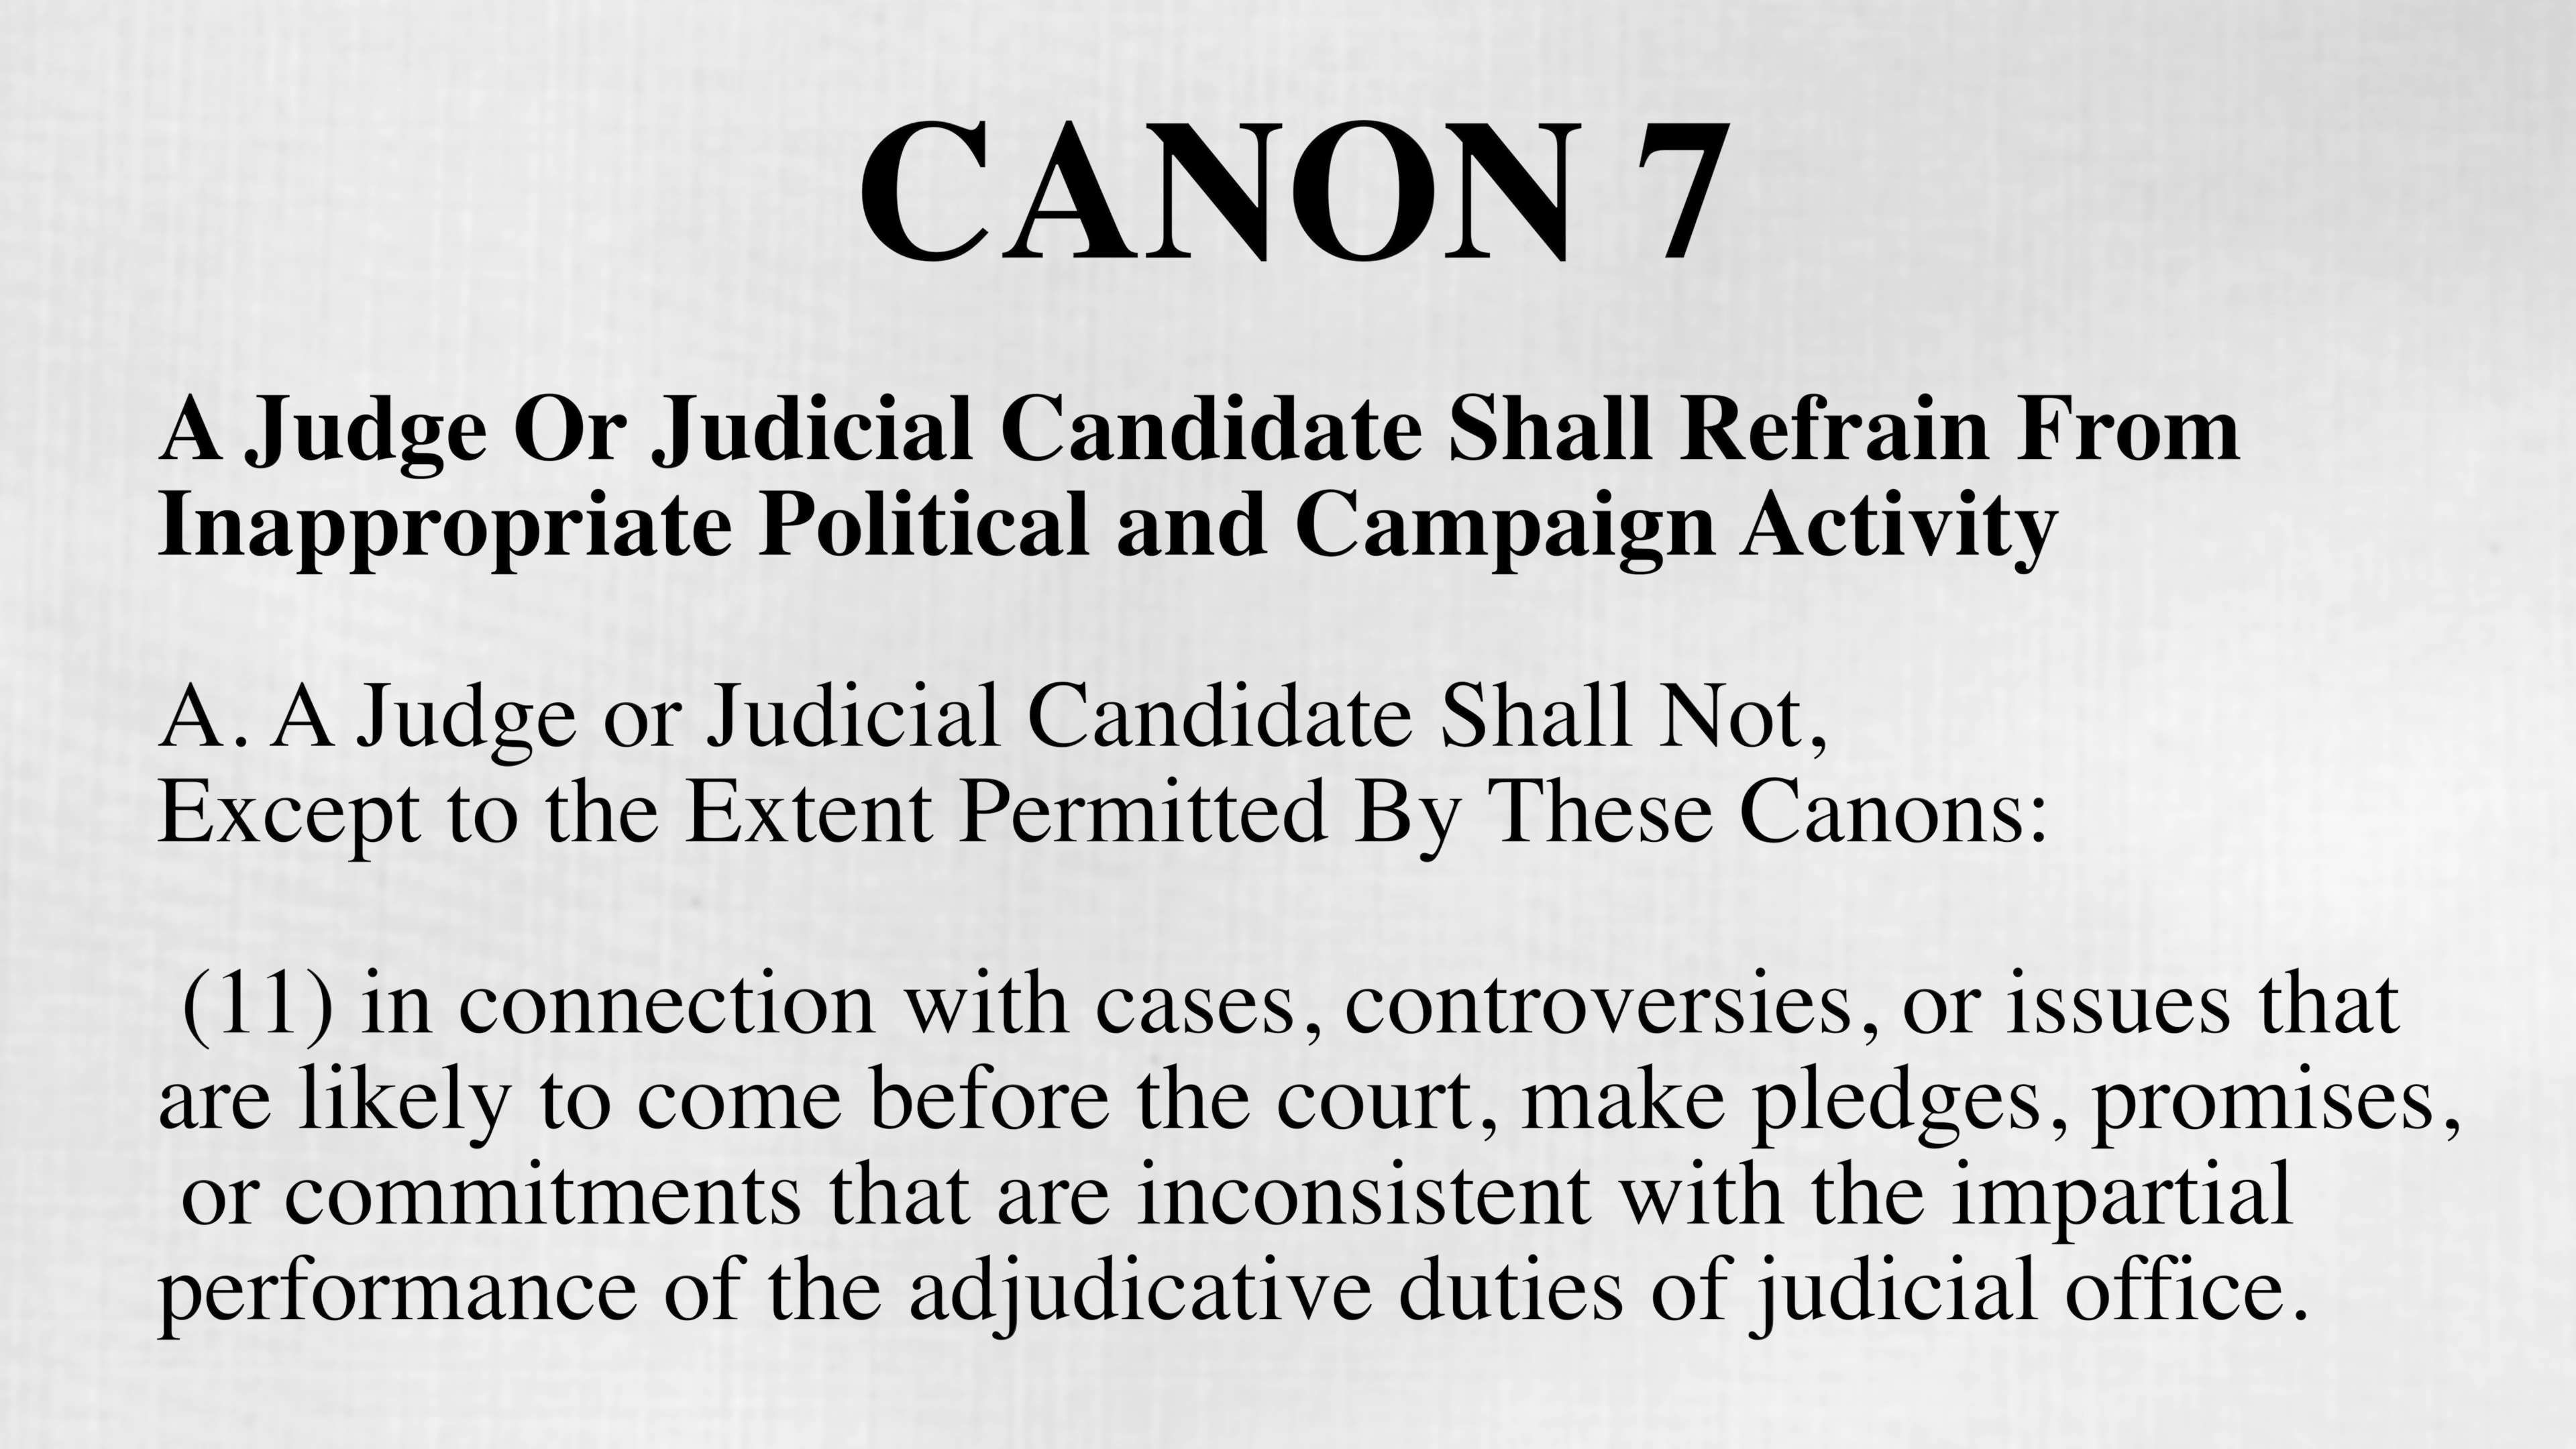 CANON 7
A Judge Or Judicial Candidate Shall Refrain From
Inappropriate Political and Campaign Activity
A. A Judge or Judicial Candidate Shall Not,
Except to the Extent Permitted By These Canons:
(11) in connection with cases, controversies, or issues that
are likely to come before the court, make pledges, promises,
or commitments that are inconsistent with the impartial
performance of the adjudicative duties of judicial office.